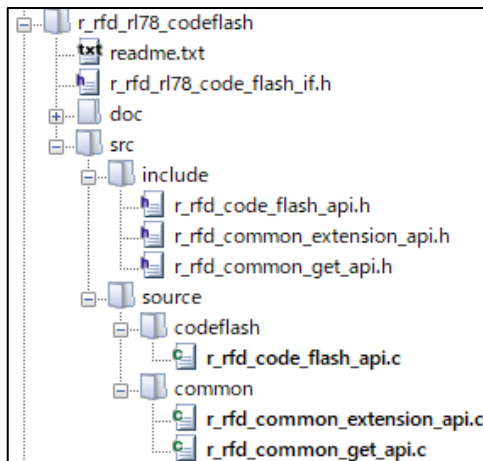 r_rfd_rl78_codeflash
readme.txt
r_rfd_rl78_code_flash_if.h
doc
src
include
r_rfd_code_flash_api.h
r_rfd_common_extension_api.h
r_rfd_common_get_api.h
source
codeflash
r_rfd_code_flash_api.c
common
r_rfd_common_extension_api.c
r_rfd_common_get_api.c